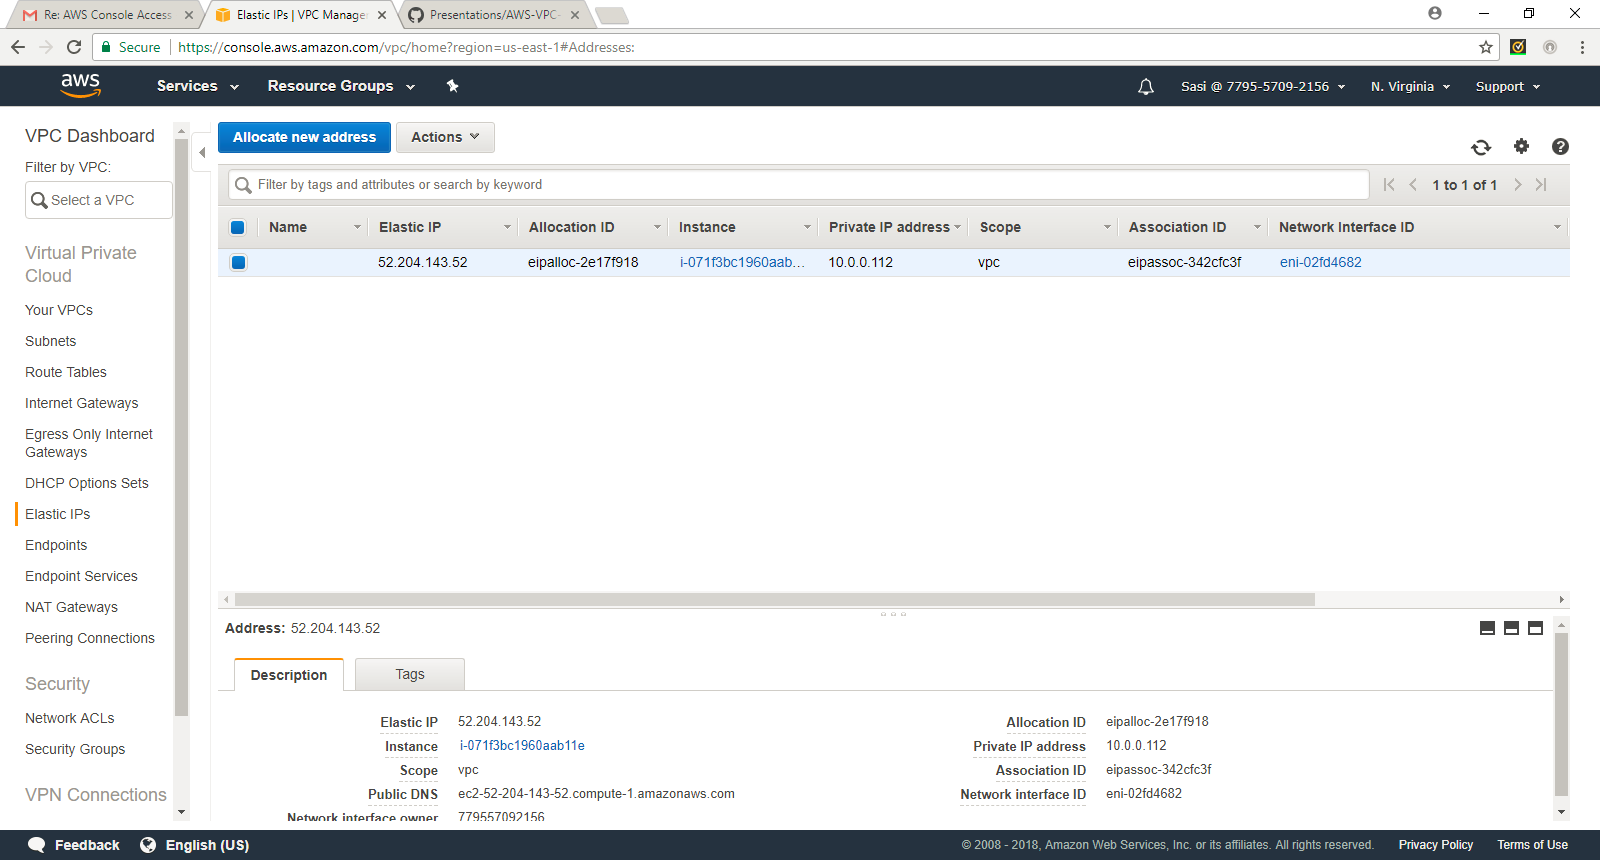 Re: AWS Console Access
Elastic IPs | VPC Manage
Presentations/AWS-VPC-
Secure
https://console.aws.amazon.com/vpc/home?region=us-east-1#Addresses:
aws
Services
Resource Groups
Sasi @ 7795-5709-2156
N. Virginia
Support
VPC Dashboard
Filter by VPC:
Select a VPC
Virtual Private
Cloud
Your VPCs
Subnets
Route Tables
Internet Gateways
Egress Only Internet
Gateways
DHCP Options Sets
Elastic IPs
Endpoints
Endpoint Services
NAT Gateways
Peering Connections
Security
Network ACLs
Security Groups
VPN Connections
Allocate new address
Actions
Filter by tags and attributes or search by keyword
1 to 1 of 1
Name Elastic IP Allocation ID Instance Private IP address Scope Association ID Network Interface ID
52.204.143.52 eipalloc-2e17f918 i-071f3bc1960aab... 10.0.0.112 vpc eipassoc-342cfc3f eni-02fd4682
Address: 52.204.143.52
Description
Tags
Elastic IP 52.204.143.52
Instance i-071f3bc1960aab11e
Scope vpc
Public DNS ec2-52-204-143-52.compute-1.amazonaws.com
Network interface owner 779557092156
Allocation ID eipalloc-2e17f918
Private IP address 10.0.0.112
Association ID eipassoc-342cfc3f
Network interface ID eni-02fd4682
Feedback
English (US)
© 2008 - 2018, Amazon Web Services, Inc. or its affiliates. All rights reserved.
Privacy Policy
Terms of Use